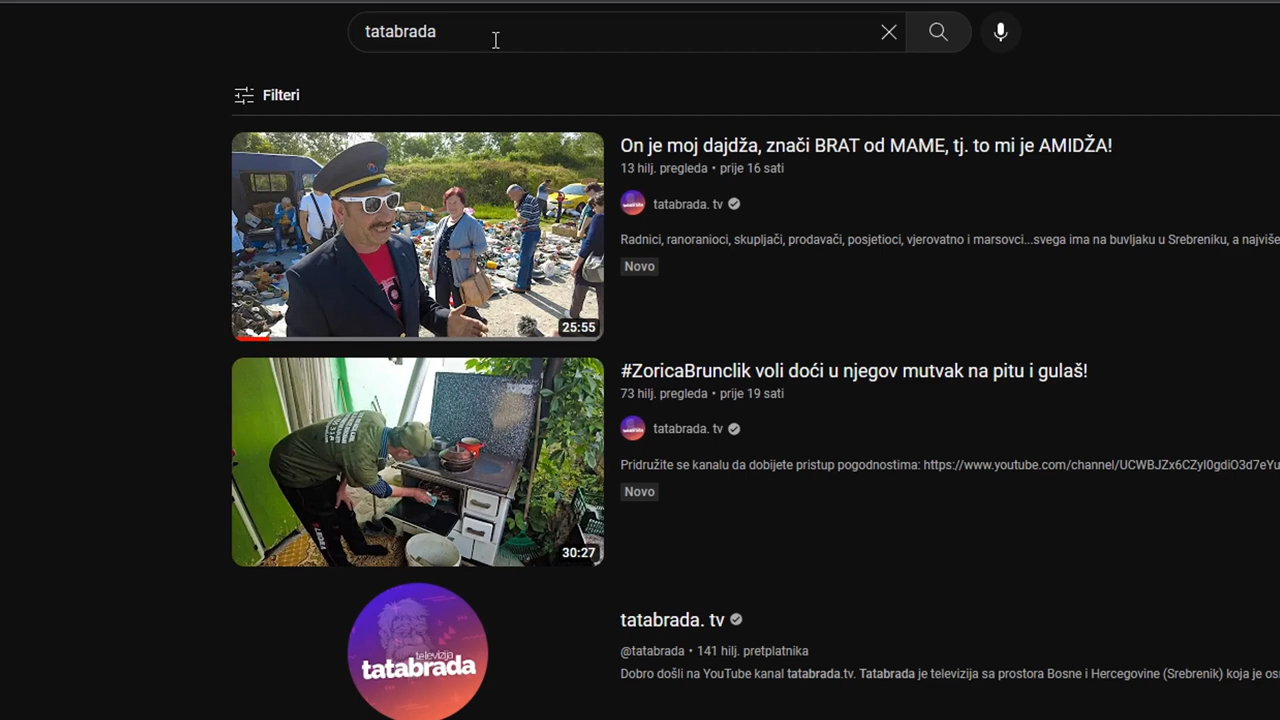 tatabrada
Filteri
On je moj dajdža, znači BRAT od MAME, tj. to mi je AMIDŽA!
13 hilj. pregleda • prije 16 sati
tatabrada. tv
Radnici, ranoranioci, skupljači, prodavači, posjetioci, vjerovatno i marsovci...svega ima na buvljaku u Srebreniku, a najviše
Novo
25:55
#ZoricaBrunclik voli doći u njegov mutvak na pitu i gulaš!
73 hilj. pregleda • prije 19 sati
tatabrada. tv
Pridružite se kanalu da dobijete pristup pogodnostima: https://www.youtube.com/channel/UCWBJZx6CZyI0gdiO3d7eYu
Novo
30:27
televizija
tatabrada
tatabrada. tv
@tatabrada • 141 hilj. pretplatnika
Dobro došli na YouTube kanal tatabrada.tv. Tatabrada je televizija sa prostora Bosne i Hercegovine (Srebrenik) koja je os